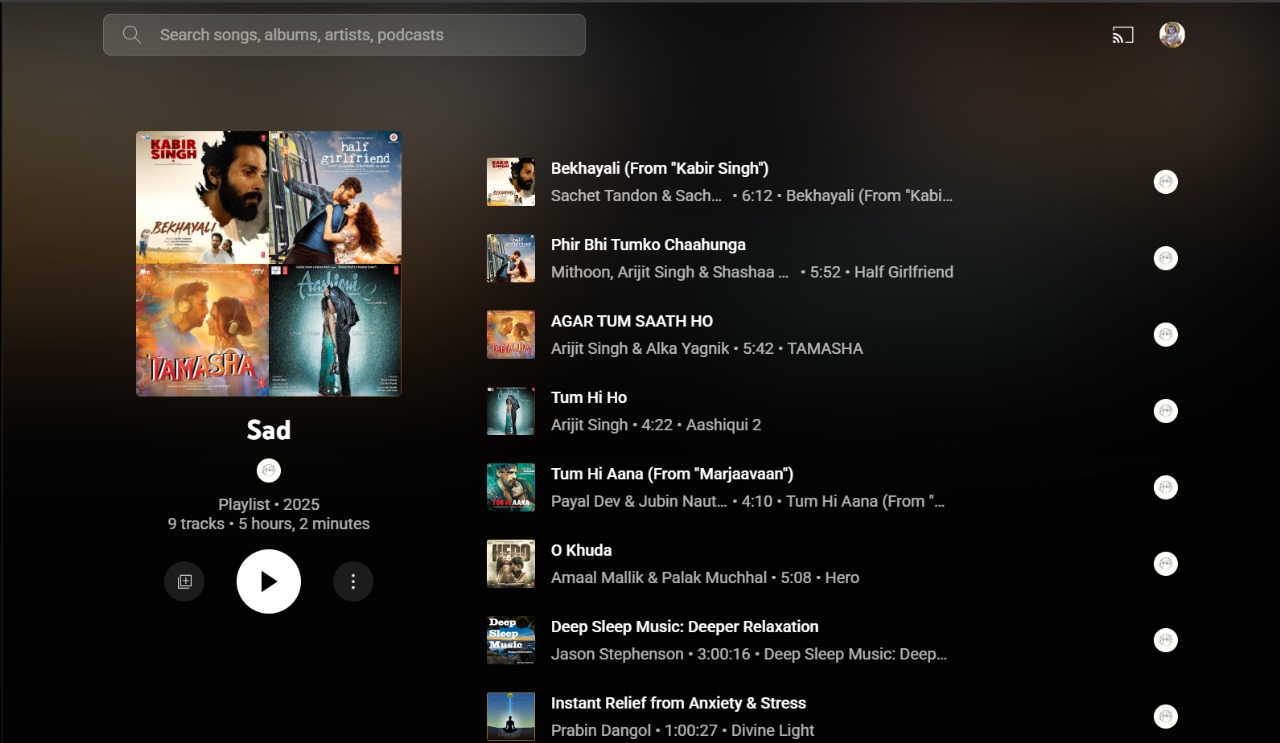 Search songs, albums, artists, podcasts
KABIR
SINGH
BEKHAYALI
half
girlfriend
TAMASHA
Aashiqui 2
Sad
Playlist • 2025
9 tracks • 5 hours, 2 minutes
Bekhayali (From "Kabir Singh")
Sachet Tandon & Sach... • 6:12 • Bekhayali (From "Kabi...
Phir Bhi Tumko Chaahunga
Mithoon, Arijit Singh & Shashaa ... • 5:52 • Half Girlfriend
AGAR TUM SAATH HO
Arijit Singh & Alka Yagnik • 5:42 • TAMASHA
Tum Hi Ho
Arijit Singh • 4:22 • Aashiqui 2
Tum Hi Aana (From "Marjaavaan")
Payal Dev & Jubin Naut... • 4:10 • Tum Hi Aana (From "...
HERO
O Khuda
Amaal Mallik & Palak Muchhal • 5:08 • Hero
Deep
Sleep
Music
Deep Sleep Music: Deeper Relaxation
Jason Stephenson • 3:00:16 • Deep Sleep Music: Deep...
Instant Relief from Anxiety & Stress
Prabin Dangol • 1:00:27 • Divine Light